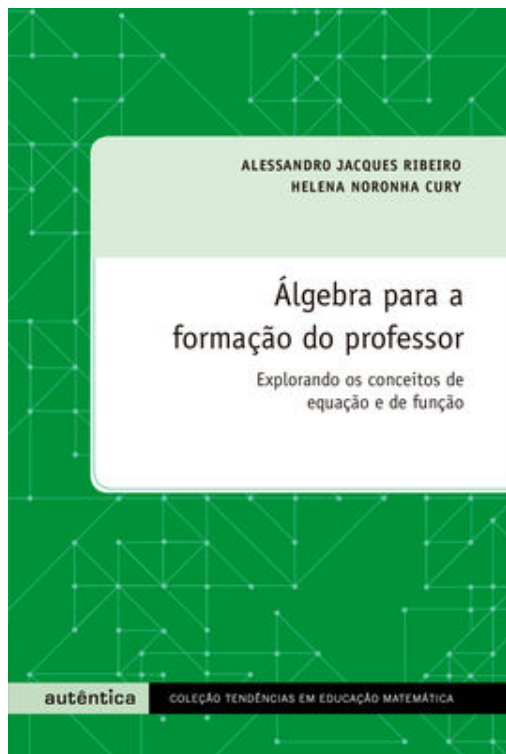 ALESSANDRO JACQUES RIBEIRO
HELENA NORONHA CURY
Álgebra para a
formação do professor
Explorando os conceitos de
equação e de função
autêntica COLEÇÃO TENDÊNCIAS EM EDUCAÇÃO MATEMÁTICA